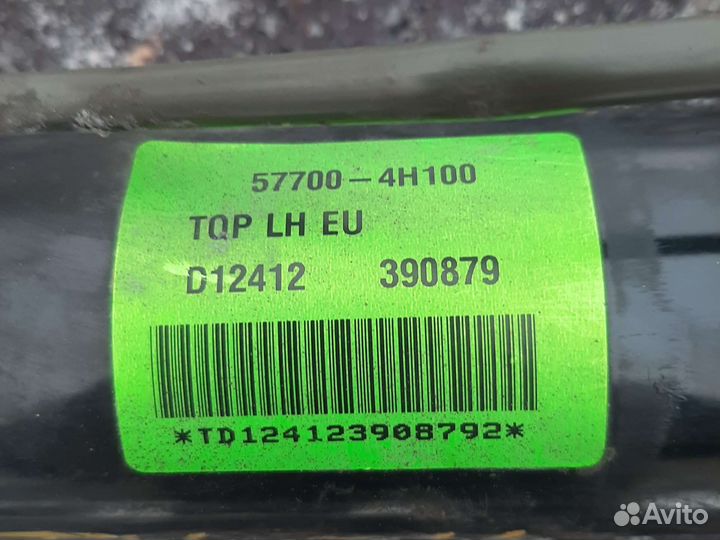 57700-4H100
TQP LH EU
D12412 390879
*TD124123908792*
Avito